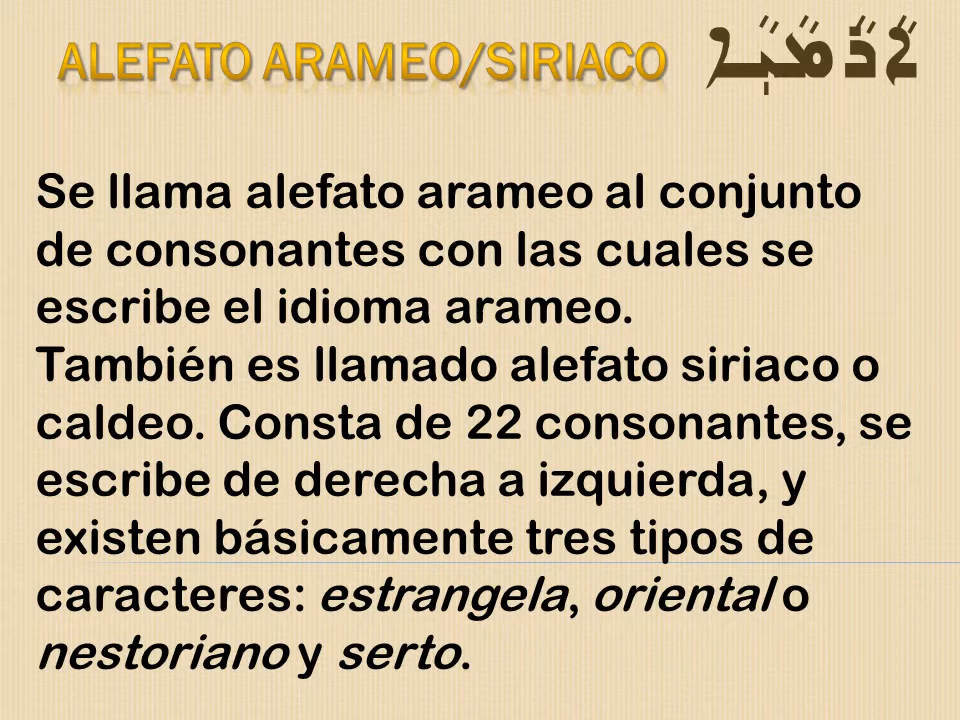 ALEFATO ARAMEO/SIRIACO
ܐܵܪܵܡܵܝܬ
Se llama alefato arameo al conjunto
de consonantes con las cuales se
escribe el idioma arameo.
También es llamado alefato siriaco o
caldeo. Consta de 22 consonantes, se
escribe de derecha a izquierda, y
existen básicamente tres tipos de
caracteres: estrangela, oriental o
nestoriano y serto.